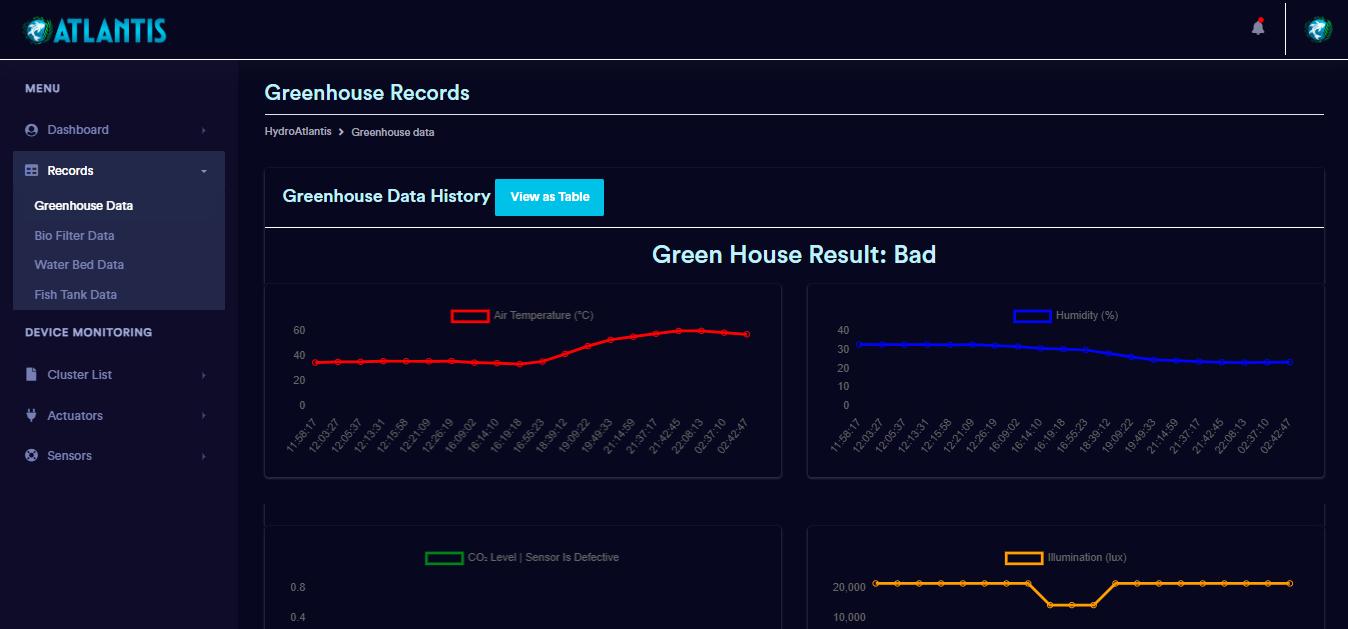 ATLANTIS
MENU
Dashboard
Records
Greenhouse Data
Bio Filter Data
Water Bed Data
Fish Tank Data
DEVICE MONITORING
Cluster List
Actuators
Sensors
Greenhouse Records
HydroAtlantis > Greenhouse data
Greenhouse Data History View as Table
Green House Result: Bad
Air Temperature (°C)
60
40
20
0
11:58:17 12:03:27 12:05:37 12:13:31 12:15:58 12:21:09 12:26:19 16:09:02 16:14:10 16:19:18 16:55:23 18:39:12 19:09:22 19:49:33 21:14:59 21:37:17 21:42:45 22:08:13 02:37:10 02:42:47
Humidity (%)
40
30
20
10
0
11:58:17 12:03:27 12:05:37 12:13:31 12:15:58 12:21:09 12:26:19 16:09:02 16:14:10 16:19:18 16:55:23 18:39:12 19:09:22 19:49:33 21:14:59 21:37:17 21:42:45 22:08:13 02:37:10 02:42:47
CO₂ Level | Sensor Is Defective
0.8
0.4
Illumination (lux)
20,000
10,000